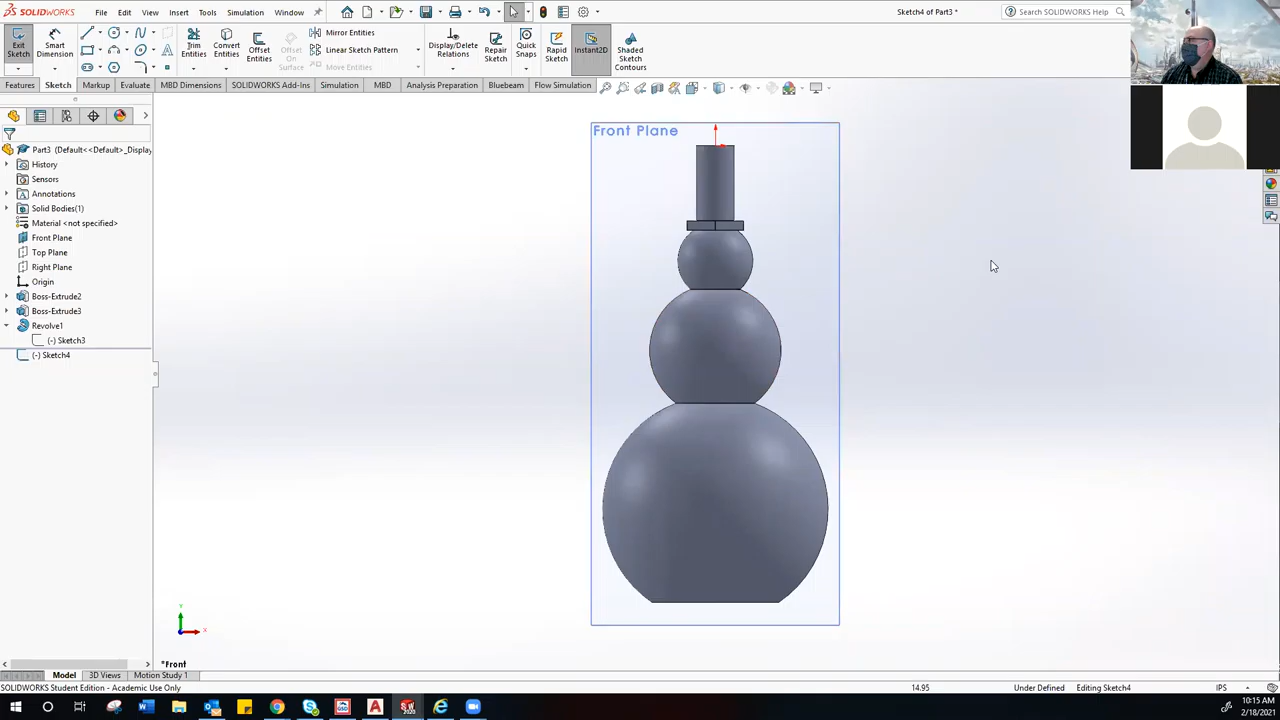 SOLIDWORKS File Edit View Insert Tools Simulation Window Sketch4 of Part3 * Search SOLIDWORKS Help
Exit Sketch
Smart Dimension
Trim Entities
Convert Entities
Offset Entities
Offset On Surface
Mirror Entities
Linear Sketch Pattern
Move Entities
Display/Delete Relations
Repair Sketch
Quick Snaps
Rapid Sketch
Instant2D
Shaded Sketch Contours
Features Sketch Markup Evaluate MBD Dimensions SOLIDWORKS Add-Ins Simulation MBD Analysis Preparation Bluebeam Flow Simulation
Part3 (Default<<Default>_Display
History
Sensors
Annotations
Solid Bodies(1)
Material <not specified>
Front Plane
Top Plane
Right Plane
Origin
Boss-Extrude2
Boss-Extrude3
Revolve1
(-) Sketch3
(-) Sketch4
Front Plane
Y
X
*Front
Model 3D Views Motion Study 1
SOLIDWORKS Student Edition - Academic Use Only 14.95 Under Defined Editing Sketch4 IPS
10:15 AM
2/18/2021